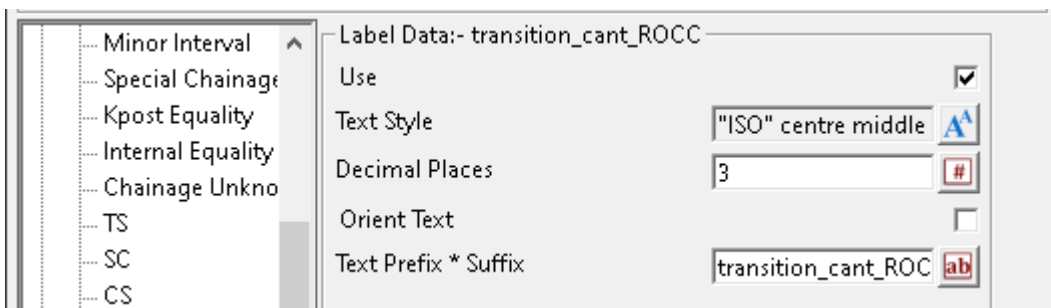 Minor Interval
Special Chainage
Kpost Equality
Internal Equality
Chainage Unkno
TS
SC
CS
Label Data:- transition_cant_ROCC
Use
Text Style "ISO" centre middle
Decimal Places 3 #
Orient Text
Text Prefix * Suffix transition_cant_ROC ab